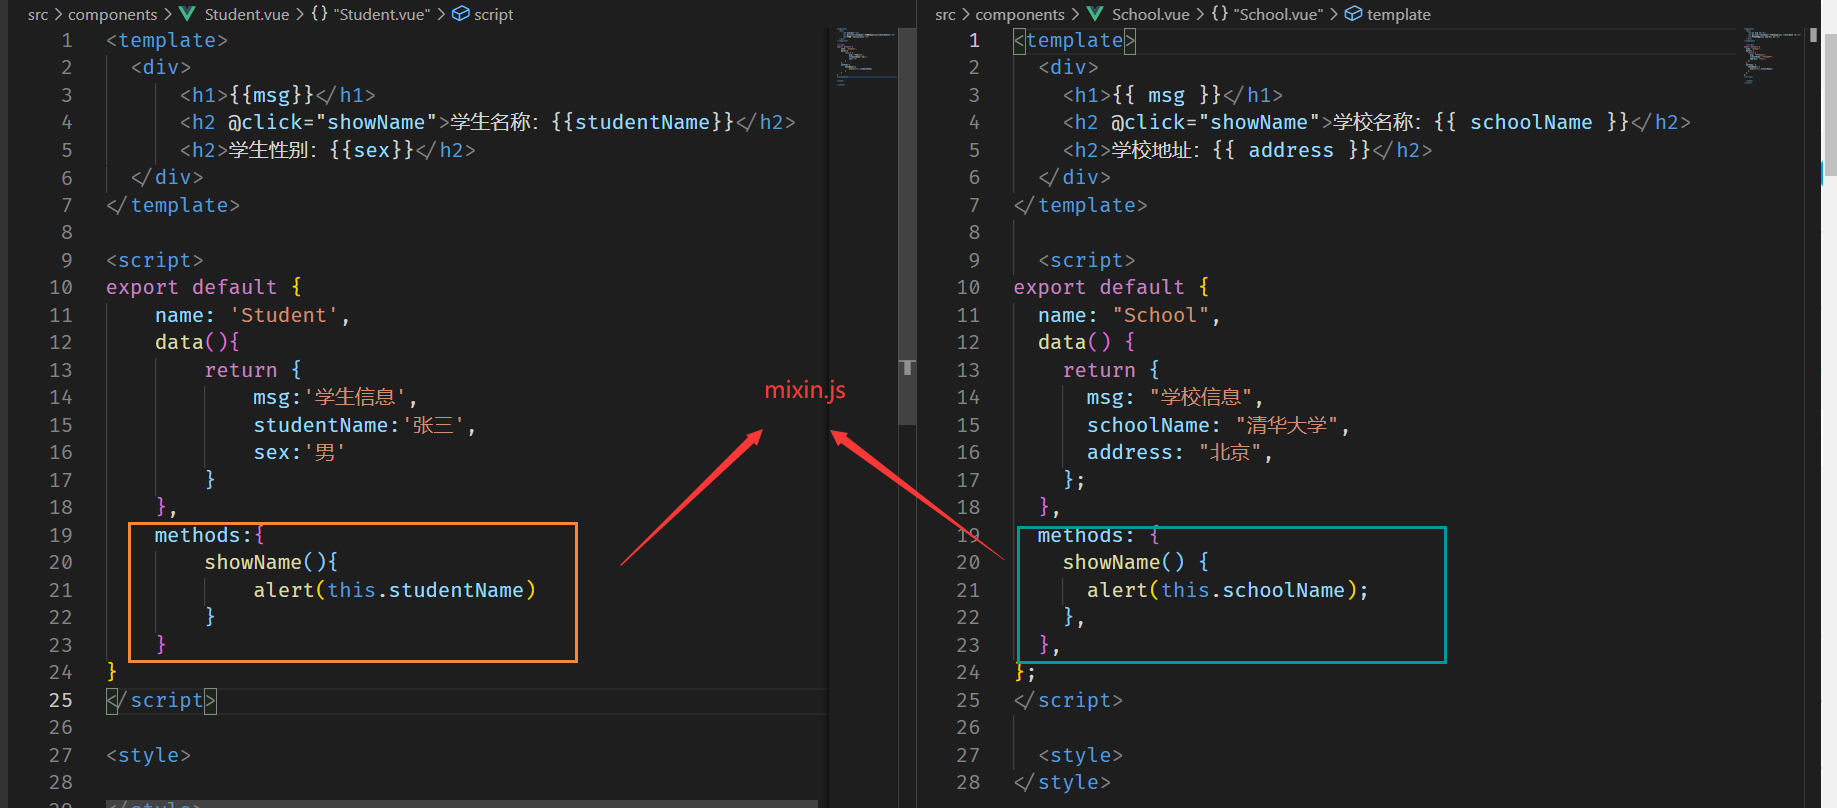 src > components > Student.vue > {} "Student.vue" > script
1 <template>
2 <div>
3 <h1>{{msg}}</h1>
4 <h2 @click="showName">学生名称：{{studentName}}</h2>
5 <h2>学生性别：{{sex}}</h2>
6 </div>
7 </template>
8
9 <script>
10 export default {
11 name: 'Student',
12 data(){
13 return {
14 msg:'学生信息',
15 studentName:'张三',
16 sex:'男'
17 }
18 },
19 methods:{
20 showName(){
21 alert(this.studentName)
22 }
23 }
24 }
25 </script>
26
27 <style>
28
29 </style>
mixin.js
src > components > School.vue > {} "School.vue" > template
1 <template>
2 <div>
3 <h1>{{ msg }}</h1>
4 <h2 @click="showName">学校名称：{{ schoolName }}</h2>
5 <h2>学校地址：{{ address }}</h2>
6 </div>
7 </template>
8
9 <script>
10 export default {
11 name: "School",
12 data() {
13 return {
14 msg: "学校信息",
15 schoolName: "清华大学",
16 address: "北京",
17 };
18 },
19 methods: {
20 showName() {
21 alert(this.schoolName);
22 },
23 },
24 };
25 </script>
26
27 <style>
28 </style>